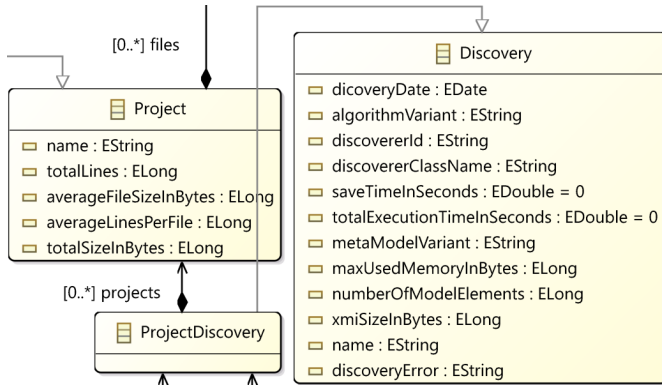 [0..*] files
Project
name : EString
totalLines : ELong
averageFileSizeInBytes : ELong
averageLinesPerFile : ELong
totalSizeInBytes : ELong
[0..*] projects
ProjectDiscovery
Discovery
dicoveryDate : EDate
algorithmVariant : EString
discovererId : EString
discovererClassName : EString
saveTimeInSeconds : EDouble = 0
totalExecutionTimeInSeconds : EDouble = 0
metaModelVariant : EString
maxUsedMemoryInBytes : ELong
numberOfModelElements : ELong
xmiSizeInBytes : ELong
name : EString
discoveryError : EString